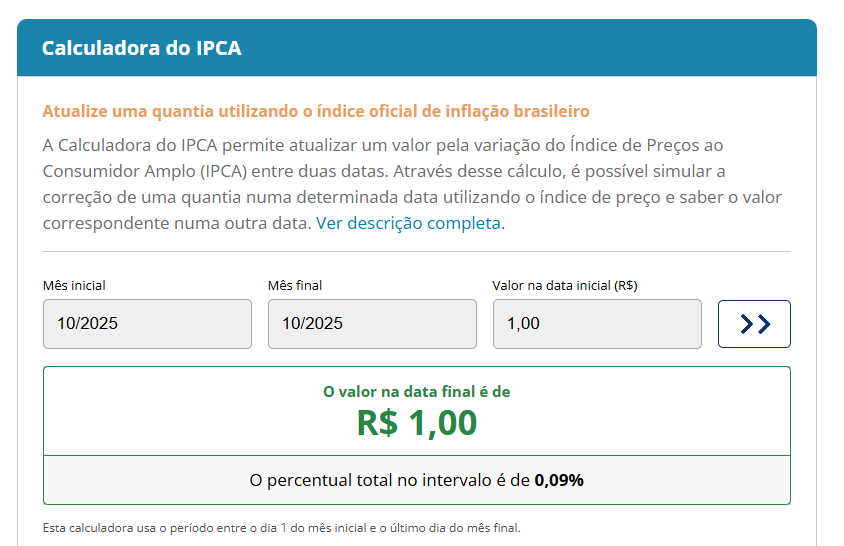 Calculadora do IPCA
Atualize uma quantia utilizando o índice oficial de inflação brasileiro
A Calculadora do IPCA permite atualizar um valor pela variação do Índice de Preços ao
Consumidor Amplo (IPCA) entre duas datas. Através desse cálculo, é possível simular a
correção de uma quantia numa determinada data utilizando o índice de preço e saber o valor
correspondente numa outra data. Ver descrição completa.
Mês inicial
Mês final
Valor na data inicial (R$)
10/2025
10/2025
1,00
O valor na data final é de
R$ 1,00
O percentual total no intervalo é de 0,09%
Esta calculadora usa o período entre o dia 1 do mês inicial e o último dia do mês final.